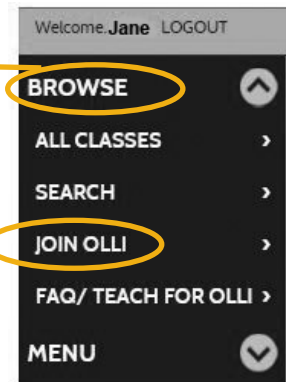 Welcome.Jane LOGOUT
BROWSE
ALL CLASSES
SEARCH
JOIN OLLI
FAQ/ TEACH FOR OLLI
MENU